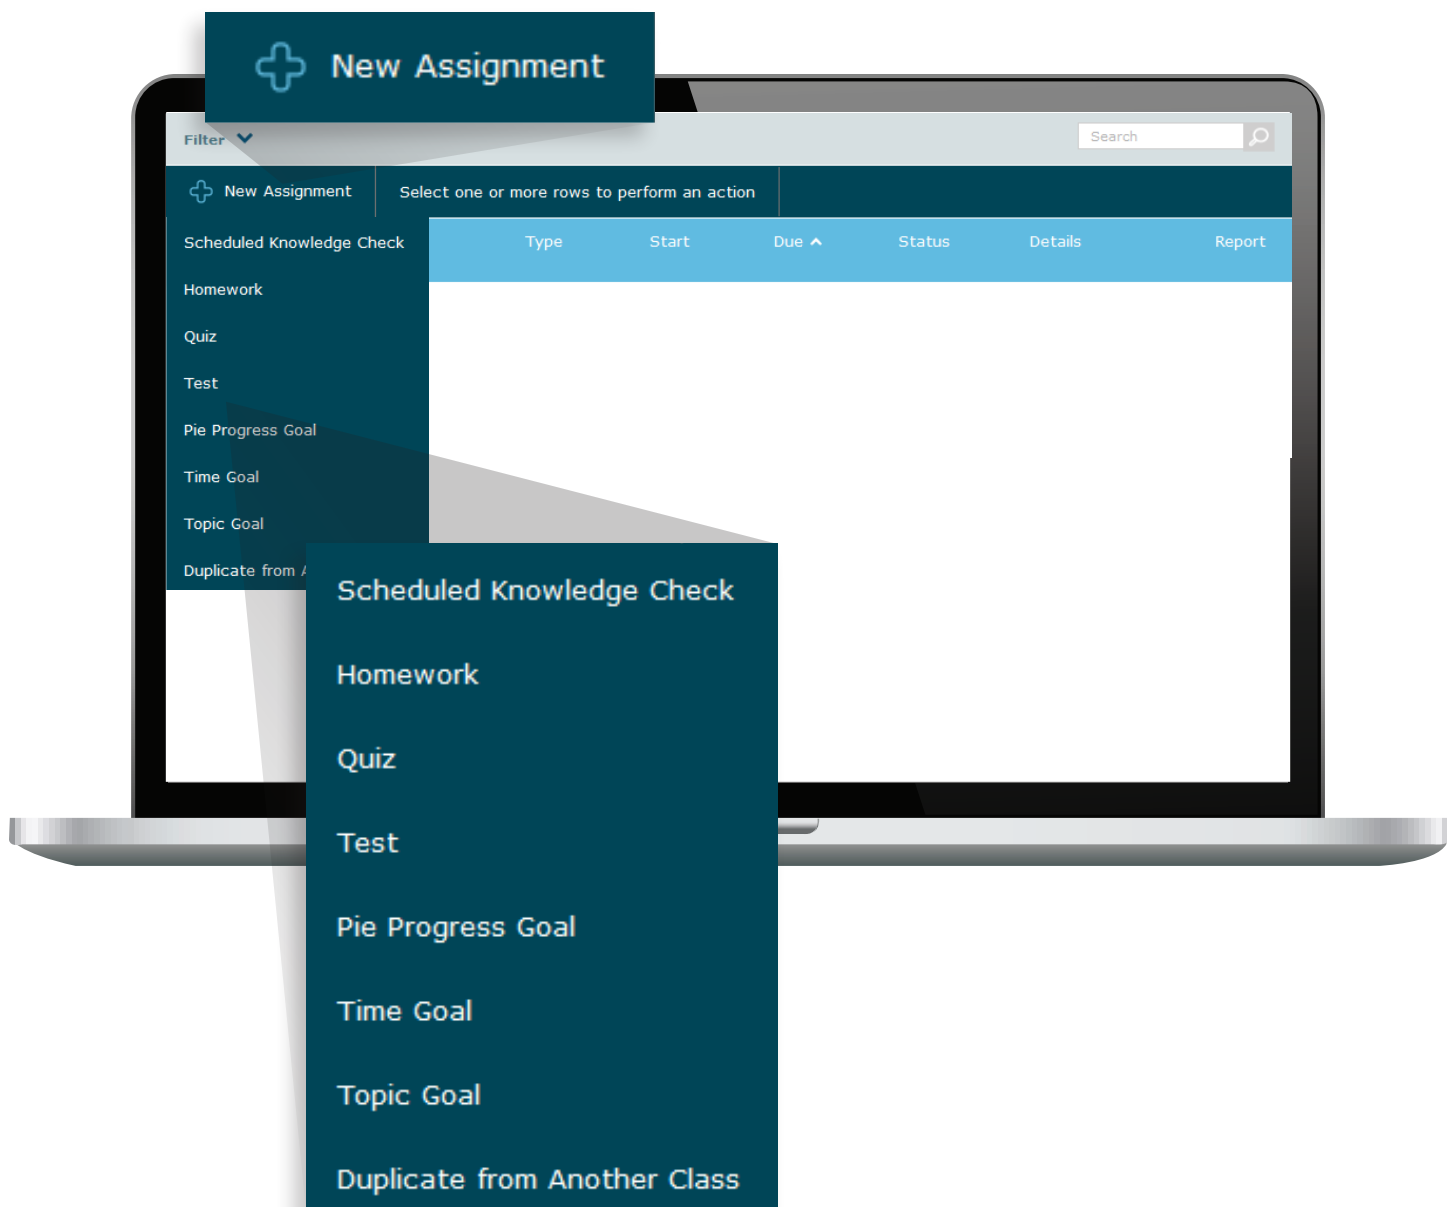 New Assignment
Filter
Search
New Assignment
Select one or more rows to perform an action
Scheduled Knowledge Check
Type
Start
Due
Status
Details
Report
Homework
Quiz
Test
Pie Progress Goal
Time Goal
Topic Goal
Duplicate from
Scheduled Knowledge Check
Homework
Quiz
Test
Pie Progress Goal
Time Goal
Topic Goal
Duplicate from Another Class